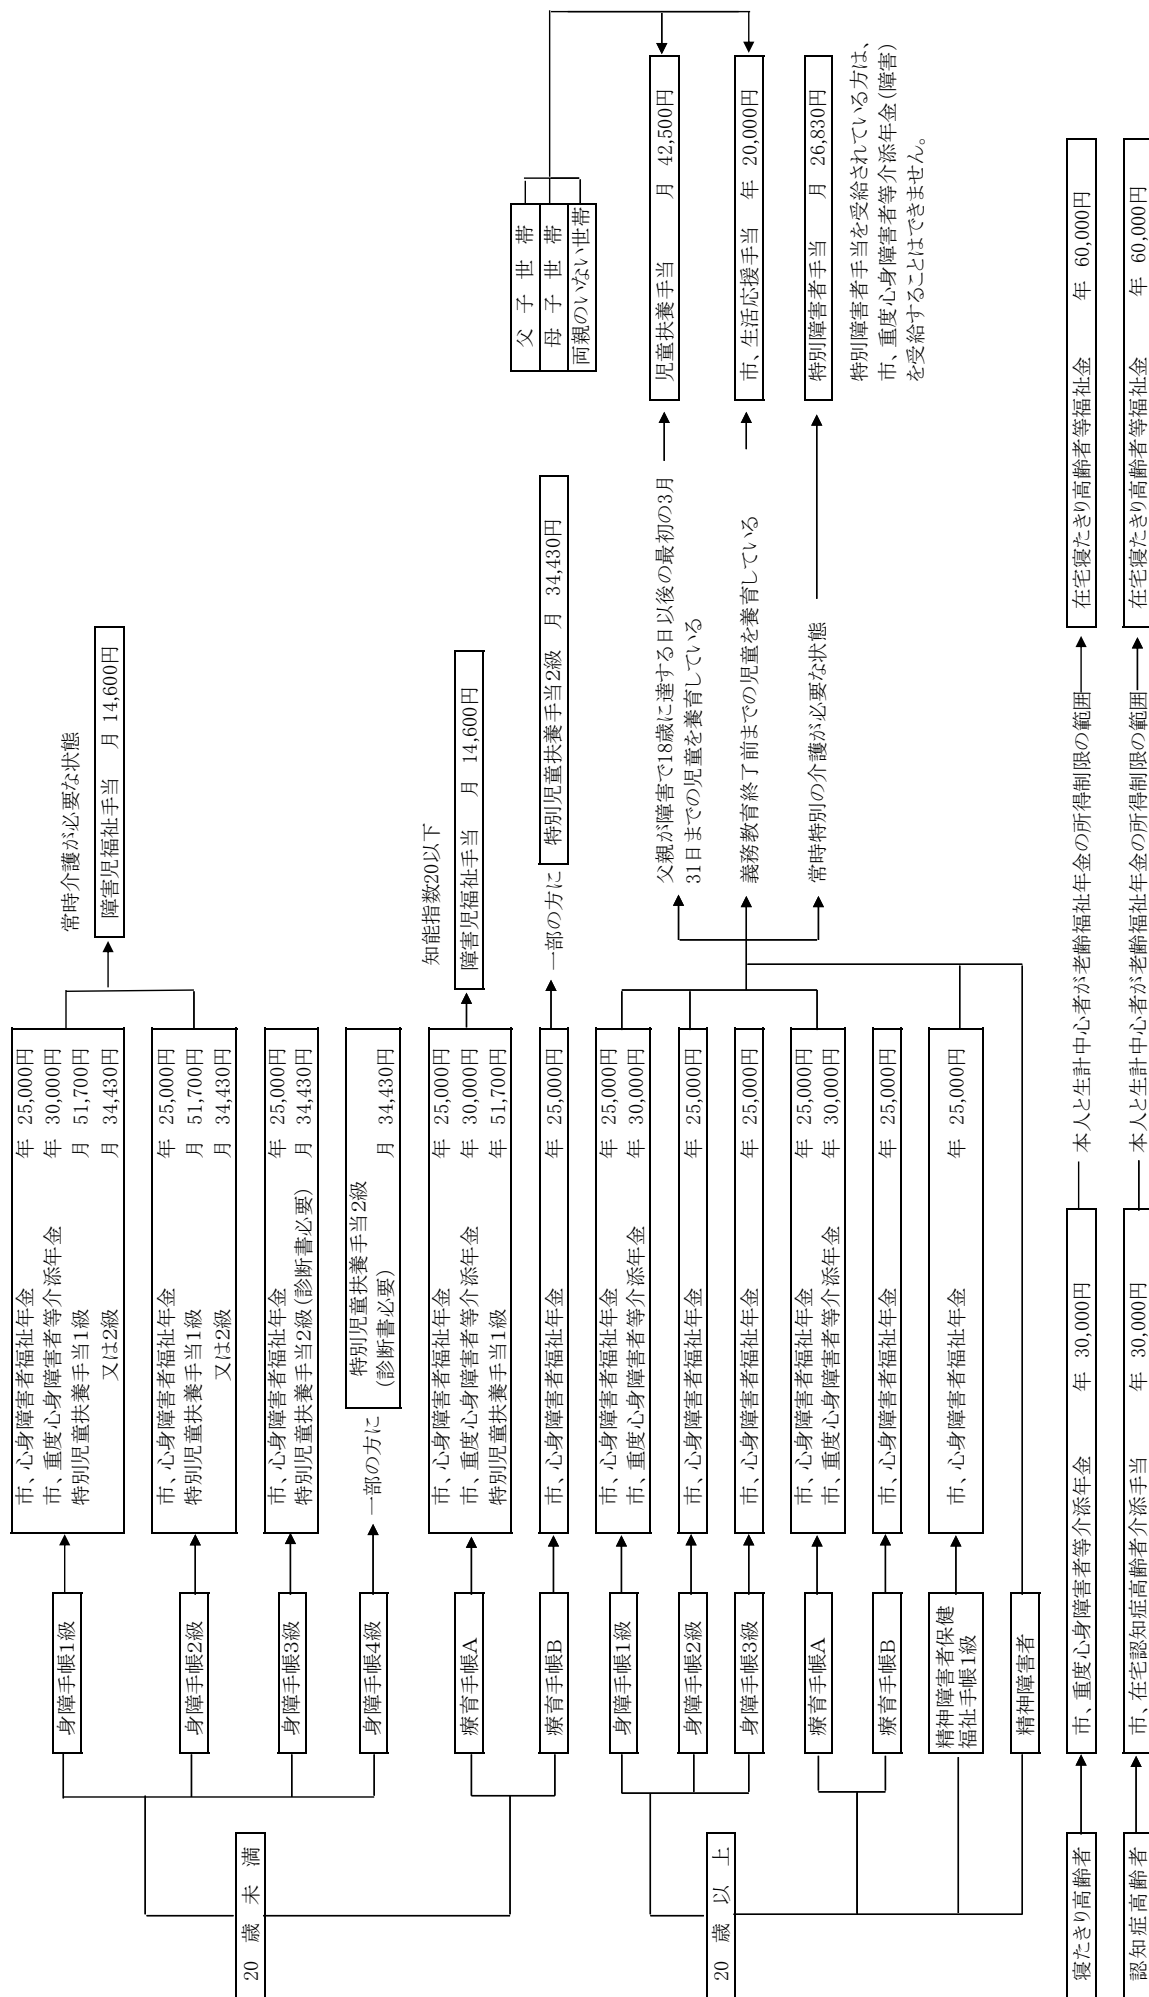 20 歳 未 満
身障手帳1級
市、心身障害者福祉年金 年 25,000円
市、重度心身障害者等介添年金 年 30,000円
特別児童扶養手当1級 月 51,700円
又は2級 月 34,430円
常時介護が必要な状態
障害児福祉手当 月 14,600円
身障手帳2級
市、心身障害者福祉年金 年 25,000円
特別児童扶養手当1級 月 51,700円
又は2級 月 34,430円
身障手帳3級
市、心身障害者福祉年金 年 25,000円
特別児童扶養手当2級(診断書必要) 月 34,430円
身障手帳4級
一部の方に
特別児童扶養手当2級 月 34,430円
(診断書必要)
療育手帳A
市、心身障害者福祉年金 年 25,000円
市、重度心身障害者等介添年金 年 30,000円
特別児童扶養手当1級 年 51,700円
知能指数20以下
障害児福祉手当 月 14,600円
療育手帳B
市、心身障害者福祉年金 年 25,000円
一部の方に
特別児童扶養手当2級 月 34,430円
20 歳 以 上
身障手帳1級
市、心身障害者福祉年金 年 25,000円
市、重度心身障害者等介添年金 年 30,000円
身障手帳2級
市、心身障害者福祉年金 年 25,000円
身障手帳3級
市、心身障害者福祉年金 年 25,000円
療育手帳A
市、心身障害者福祉年金 年 25,000円
市、重度心身障害者等介添年金 年 30,000円
療育手帳B
市、心身障害者福祉年金 年 25,000円
精神障害者保健
福祉手帳1級
市、心身障害者福祉年金 年 25,000円
精神障害者
父親が障害で18歳に達する日以後の最初の3月
31日までの児童を養育している
義務教育終了前までの児童を養育している
常時特別の介護が必要な状態
父 子 世 帯
母 子 世 帯
両親のいない世帯
児童扶養手当 月 42,500円
市、生活応援手当 年 20,000円
特別障害者手当 月 26,830円
特別障害者手当を受給されている方は、
市、重度心身障害者等介添年金(障害)
を受給することはできません。
寝たきり高齢者
市、重度心身障害者等介添年金 年 30,000円
本人と生計中心者が老齢福祉年金の所得制限の範囲
在宅寝たきり高齢者等福祉金 年 60,000円
認知症高齢者
市、在宅認知症高齢者介添手当 年 30,000円
本人と生計中心者が老齢福祉年金の所得制限の範囲
在宅寝たきり高齢者等福祉金 年 60,000円